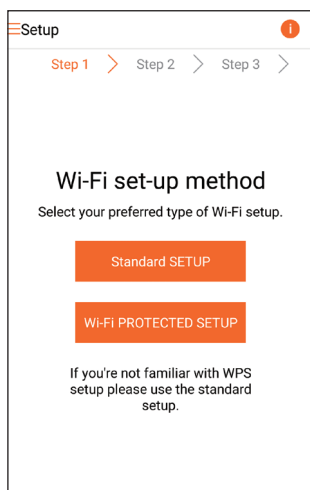 Setup
i
Step 1 Step 2 Step 3
Wi-Fi set-up method
Select your preferred type of Wi-Fi setup.
Standard SETUP
Wi-Fi PROTECTED SETUP
If you're not familiar with WPS
setup please use the standard
setup.